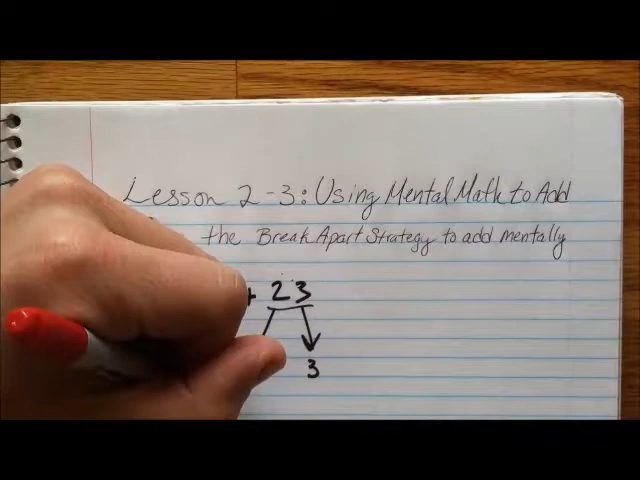 Lesson 2-3: Using Mental Math to Add
the Break Apart Strategy to add mentally
+ 23
3